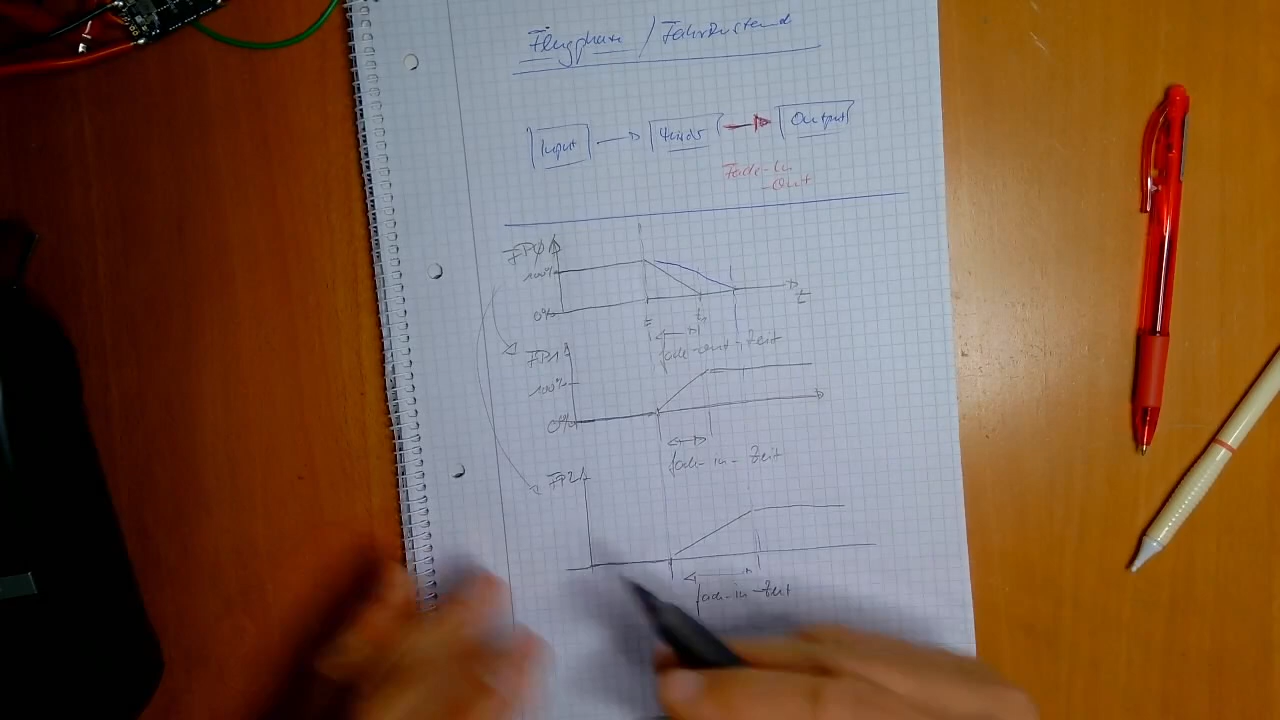 Flugphase / Fahrzustand
Input
Output
Fade-In
-Out
FP0
100%
0%
t
t
t₁
fade-out-Zeit
FP1
100%
0%
fade-in-Zeit
FP2
fade-in-Zeit